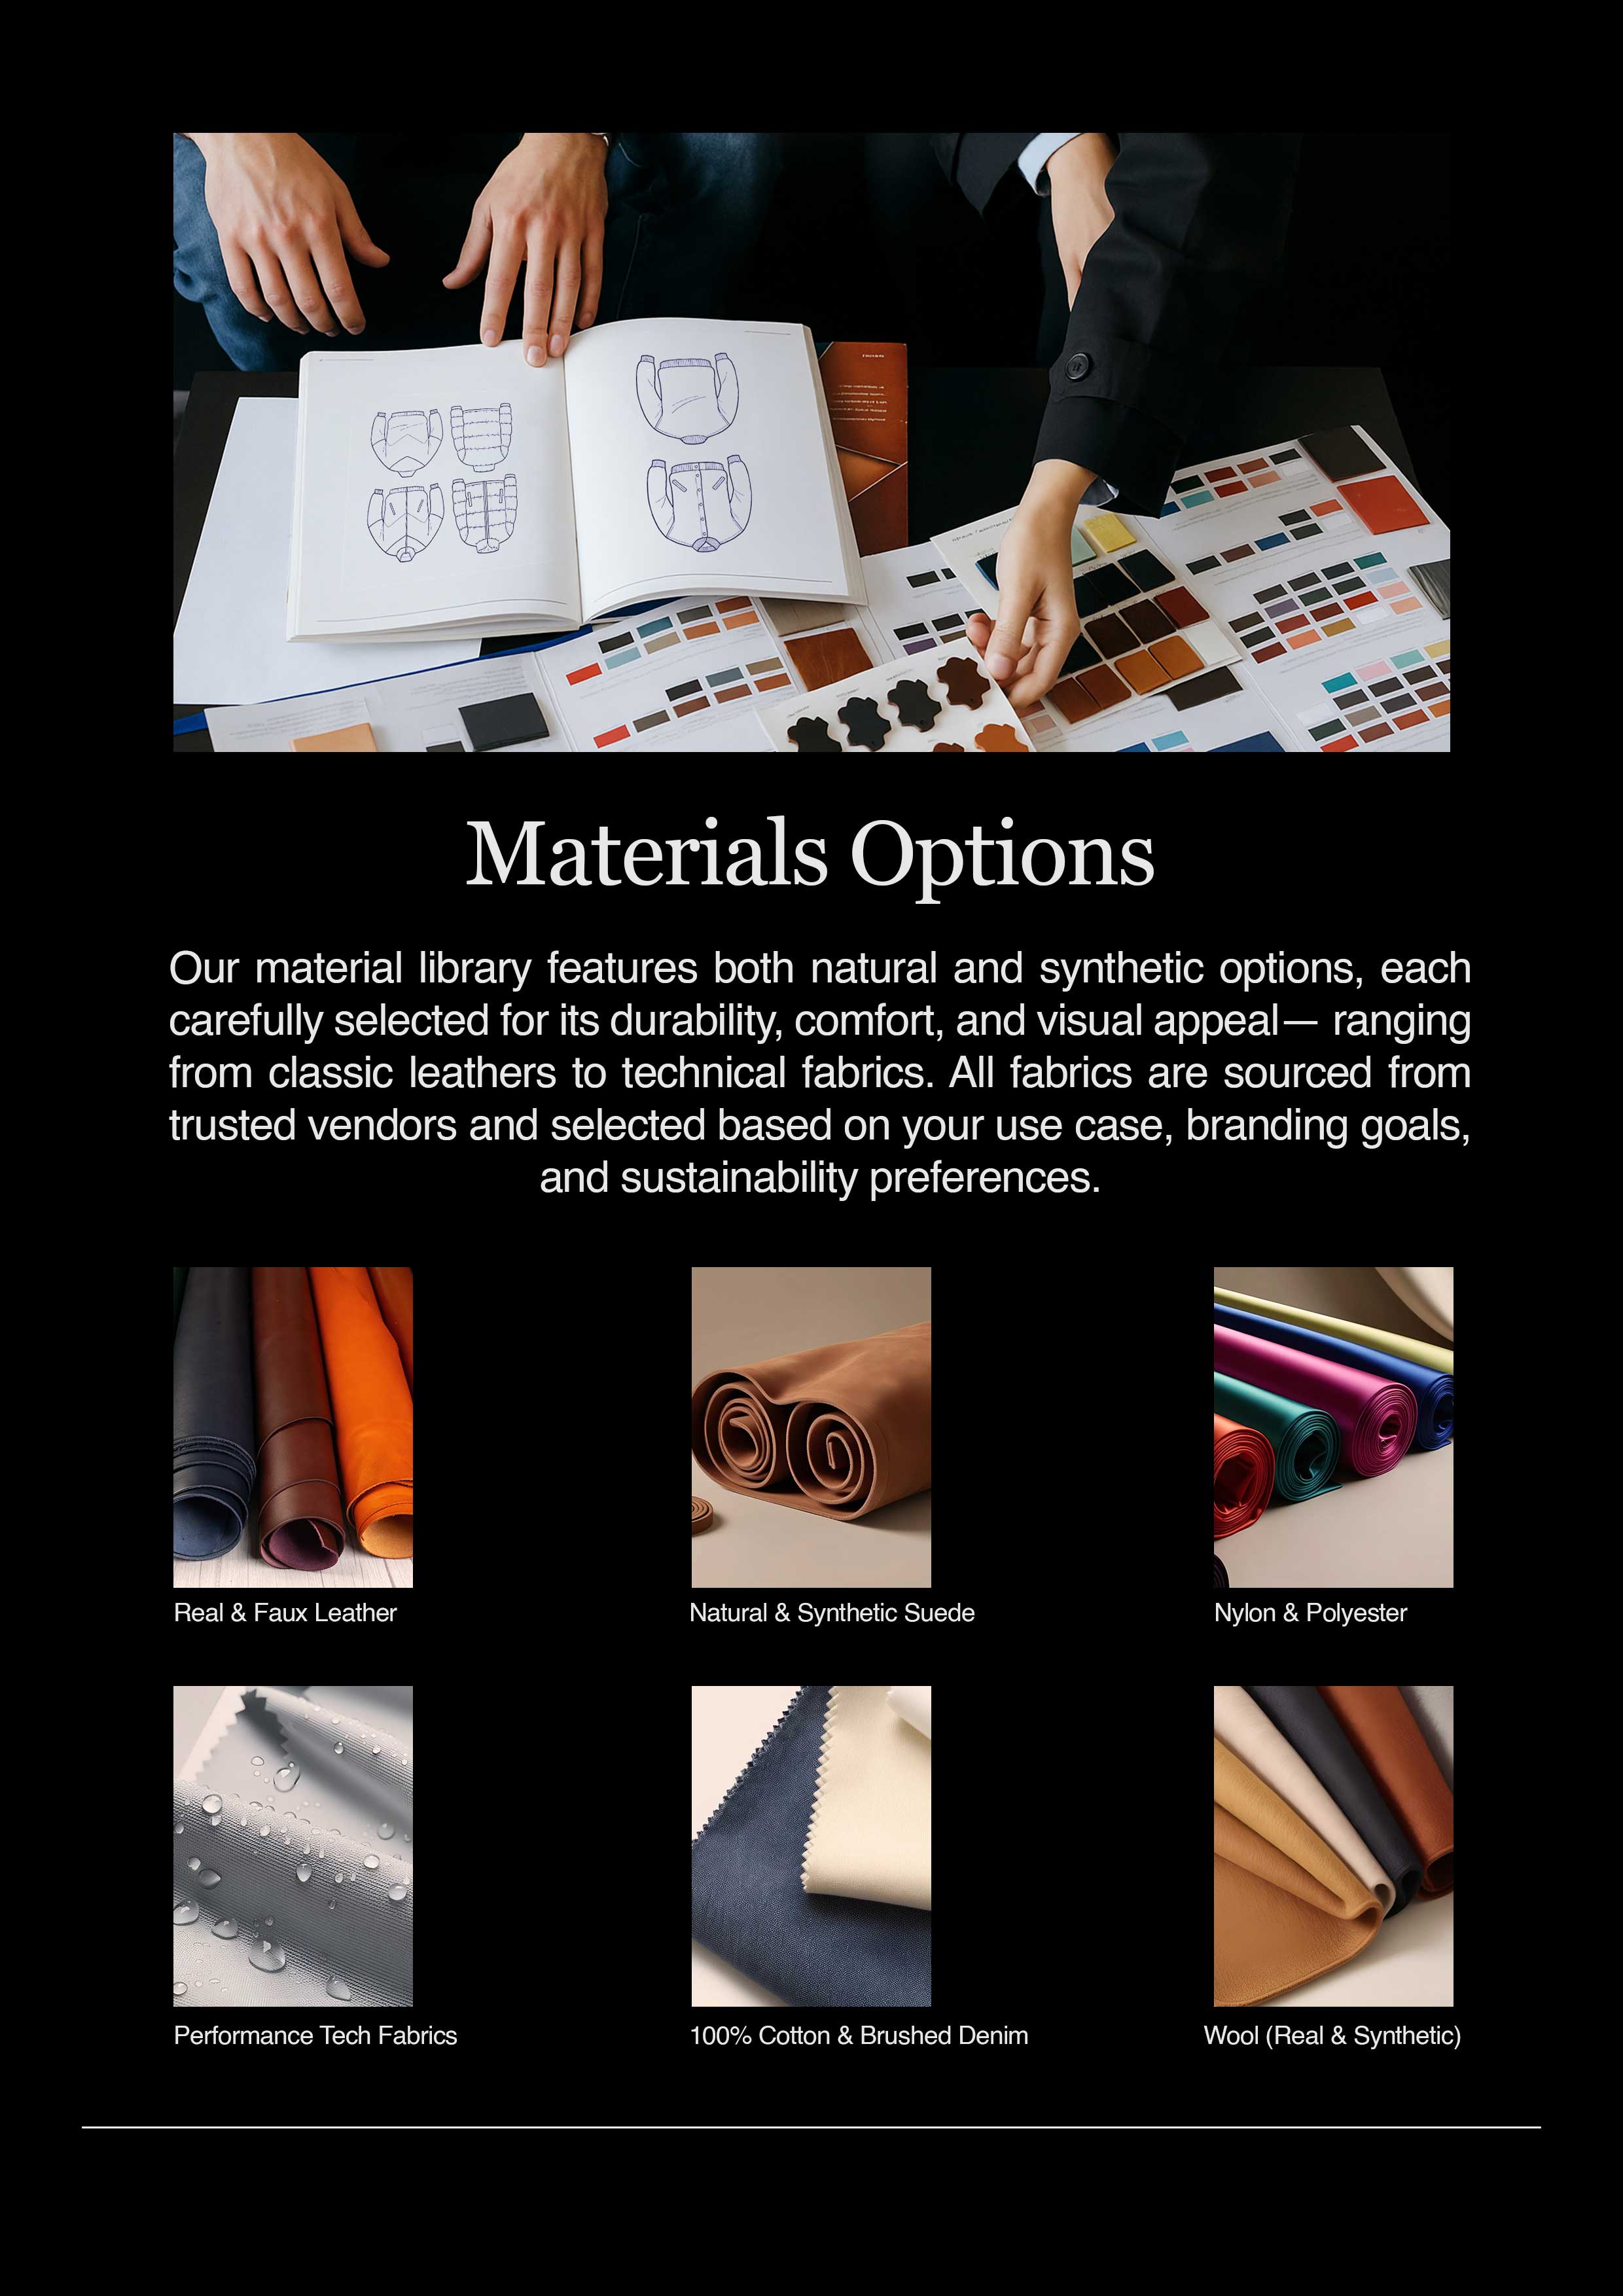 Materials Options
Our material library features both natural and synthetic options, each
carefully selected for its durability, comfort, and visual appeal— ranging
from classic leathers to technical fabrics. All fabrics are sourced from
trusted vendors and selected based on your use case, branding goals,
and sustainability preferences.
Real & Faux Leather
Natural & Synthetic Suede
Nylon & Polyester
Performance Tech Fabrics
100% Cotton & Brushed Denim
Wool (Real & Synthetic)